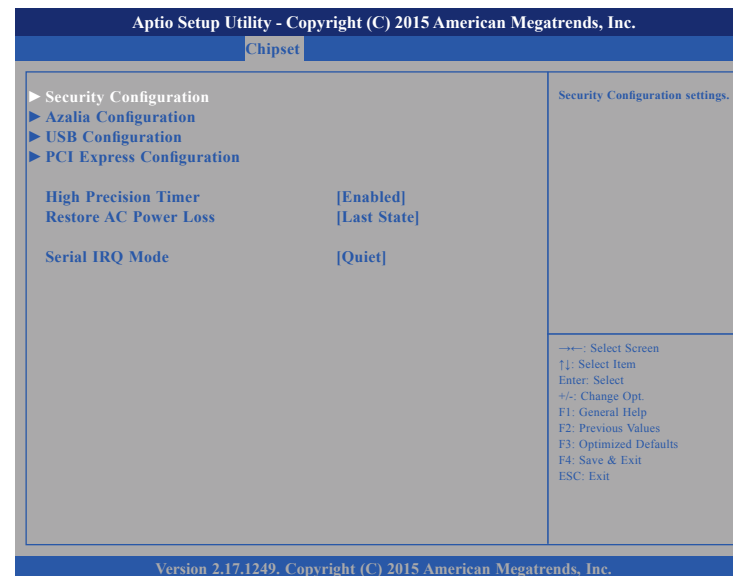 Aptio Setup Utility - Copyright (C) 2015 American Megatrends, Inc.
Chipset
► Security Configuration
► Azalia Configuration
► USB Configuration
► PCI Express Configuration
High Precision Timer [Enabled]
Restore AC Power Loss [Last State]
Serial IRQ Mode [Quiet]
Security Configuration settings.
→←: Select Screen
↑↓: Select Item
Enter: Select
+/-: Change Opt.
F1: General Help
F2: Previous Values
F3: Optimized Defaults
F4: Save & Exit
ESC: Exit
Version 2.17.1249. Copyright (C) 2015 American Megatrends, Inc.